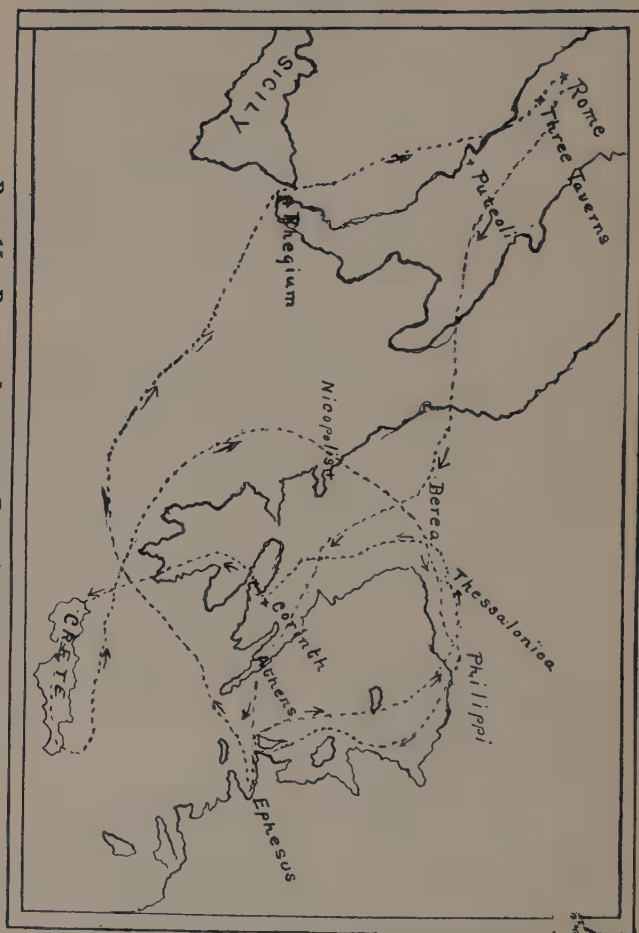 Rome
Three Taverns
Puteoli
SICILY
Rhegium
Nicopolis
Berea
Thessalonica
Philippi
Corinth
Athens
CRETE
Ephesus